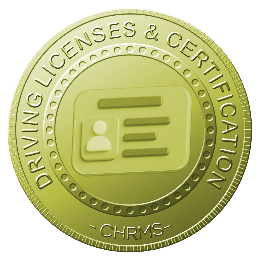 DRIVING LICENSES & CERTIFICATION
- CHRMS -